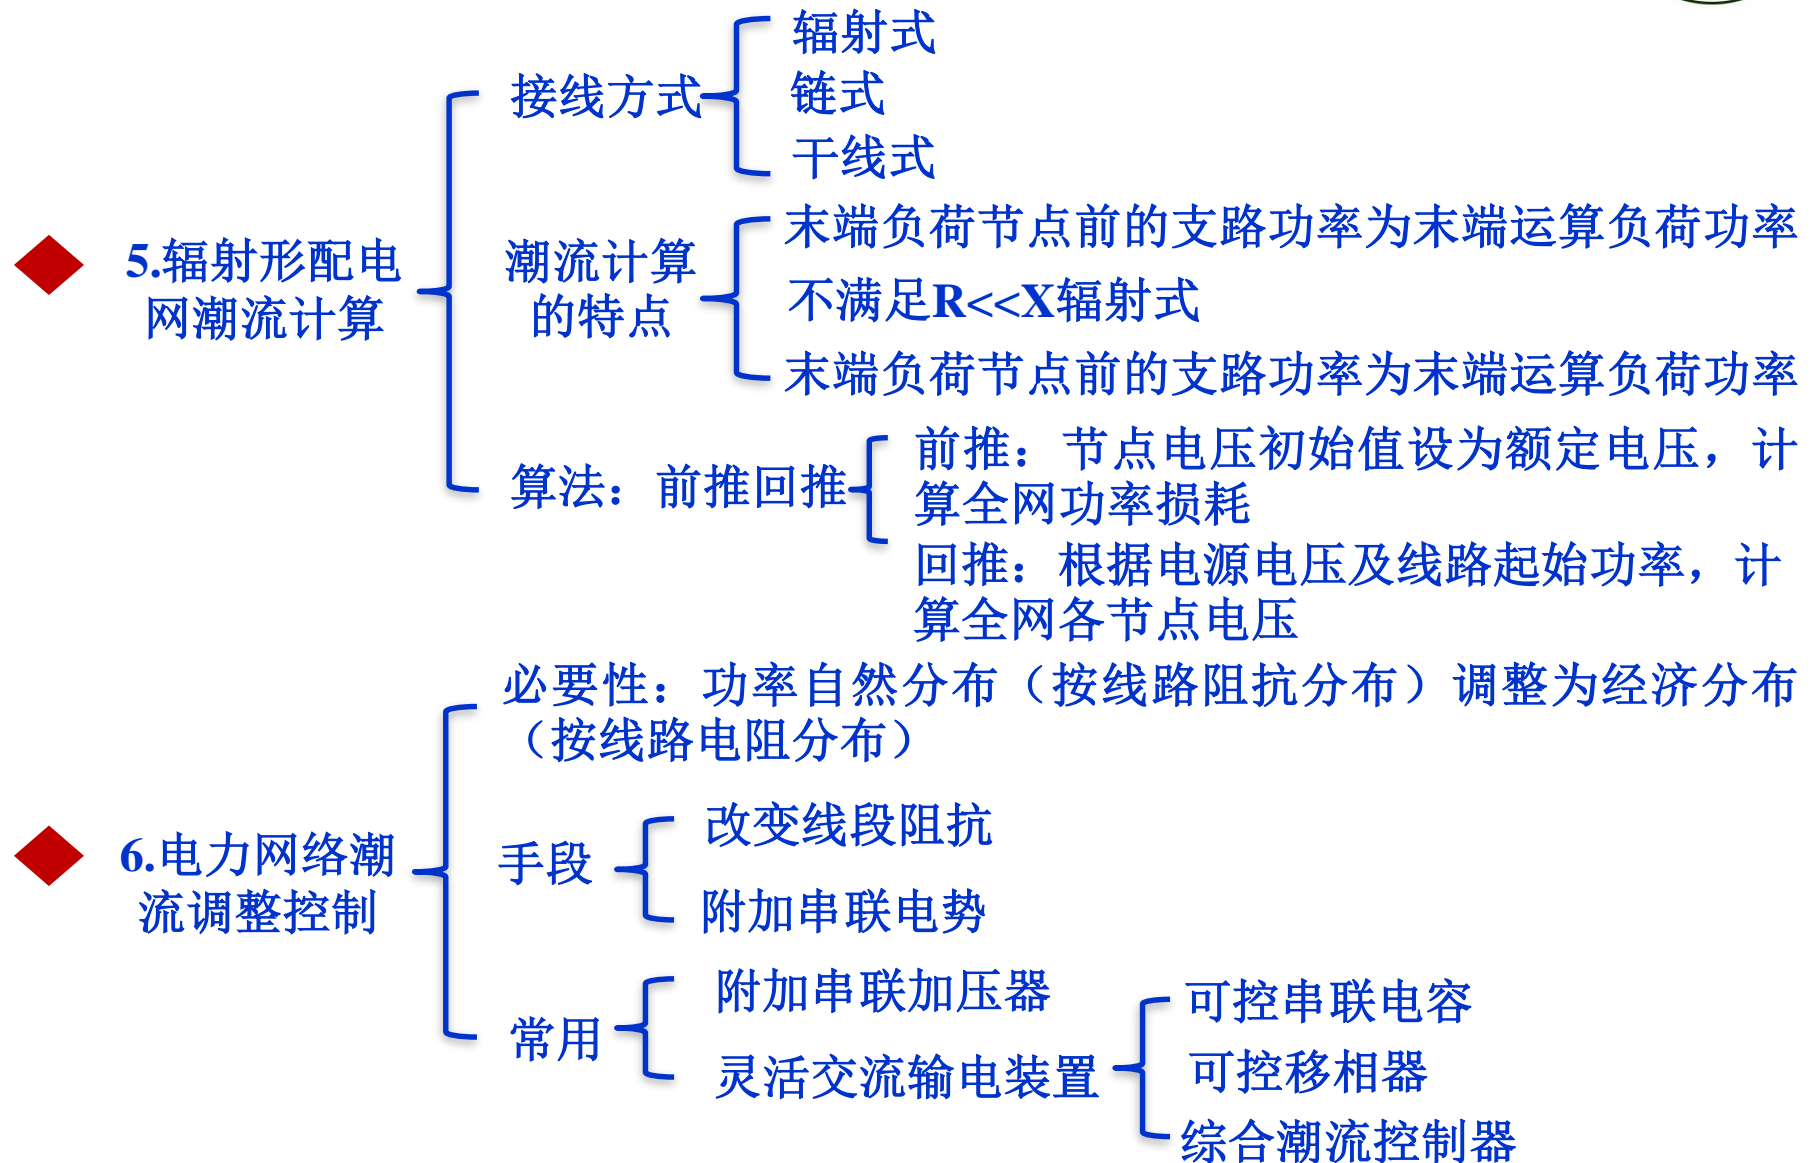 辐射式
接线方式
链式
干线式
5.辐射形配电
网潮流计算
潮流计算
的特点
末端负荷节点前的支路功率为末端运算负荷功率
不满足R<<X辐射式
末端负荷节点前的支路功率为末端运算负荷功率
算法：前推回推
前推：节点电压初始值设为额定电压，计
算全网功率损耗
回推：根据电源电压及线路起始功率，计
算全网各节点电压
必要性：功率自然分布（按线路阻抗分布）调整为经济分布
（按线路电阻分布）
6.电力网络潮
流调整控制
手段
改变线段阻抗
附加串联电势
常用
附加串联加压器
灵活交流输电装置
可控串联电容
可控移相器
综合潮流控制器